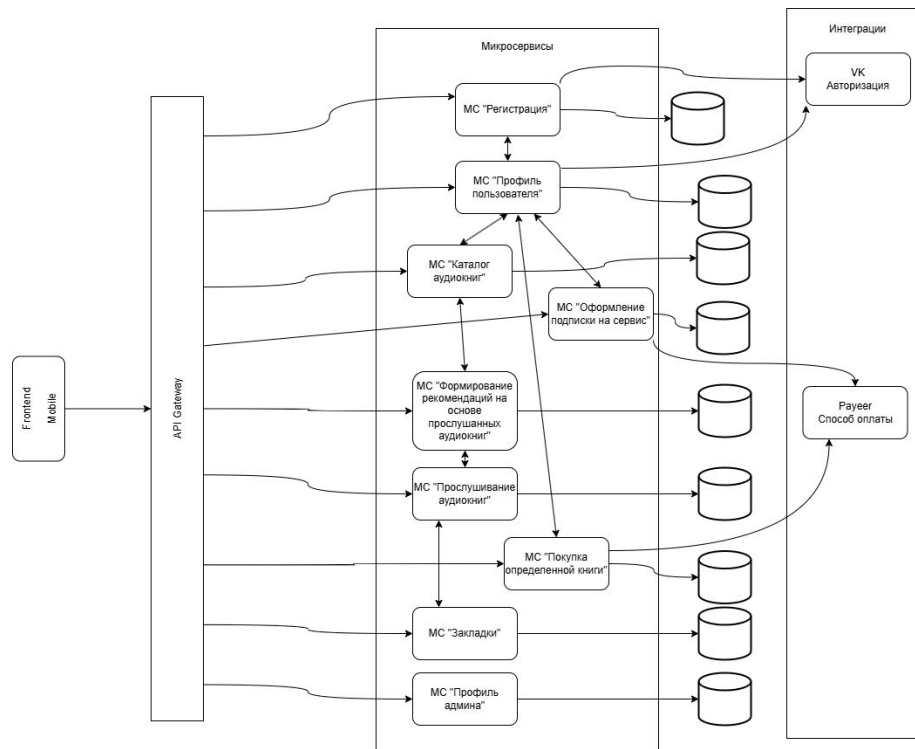 Микросервисы
Интеграции
VK
Авторизация
МС "Регистрация"
МС "Профиль
пользователя"
МС "Каталог
аудиокниг"
МС "Оформление
подписки на сервис"
Frontend
Mobile
API Gateway
МС "Формирование
рекомендаций на
основе
прослушанных
аудиокниг"
Payeer
Способ оплаты
МС "Прослушивание
аудиокниг"
МС "Покупка
определенной книги"
МС "Закладки"
МС "Профиль
админа"